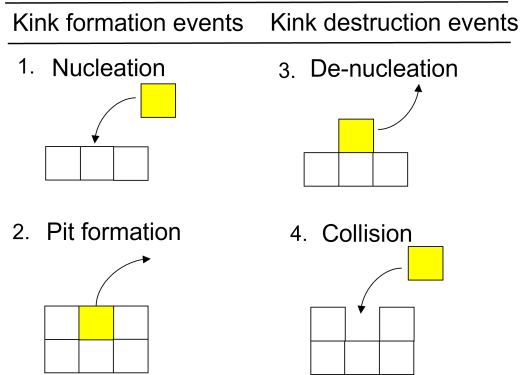 Kink formation events
Kink destruction events
1. Nucleation
3. De-nucleation
2. Pit formation
4. Collision